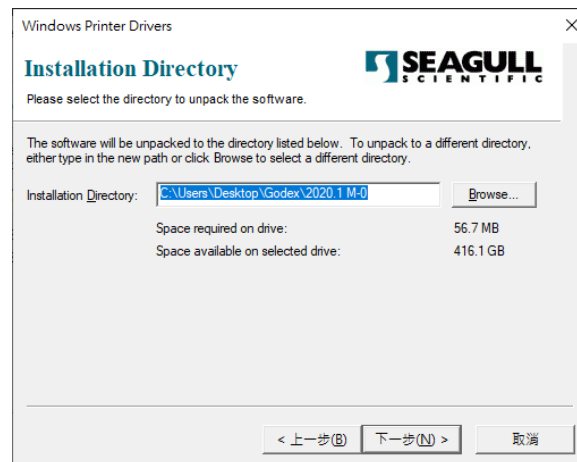 Windows Printer Drivers
Installation Directory
SEAGULL
SCIENTIFIC
Please select the directory to unpack the software.
The software will be unpacked to the directory listed below. To unpack to a different directory,
either type in the new path or click Browse to select a different directory.
Installation Directory: C:\Users\Desktop\Godex\2020.1 M-0 Browse...
Space required on drive: 56.7 MB
Space available on selected drive: 416.1 GB
< 上一步(B) 下一步(N) > 取消